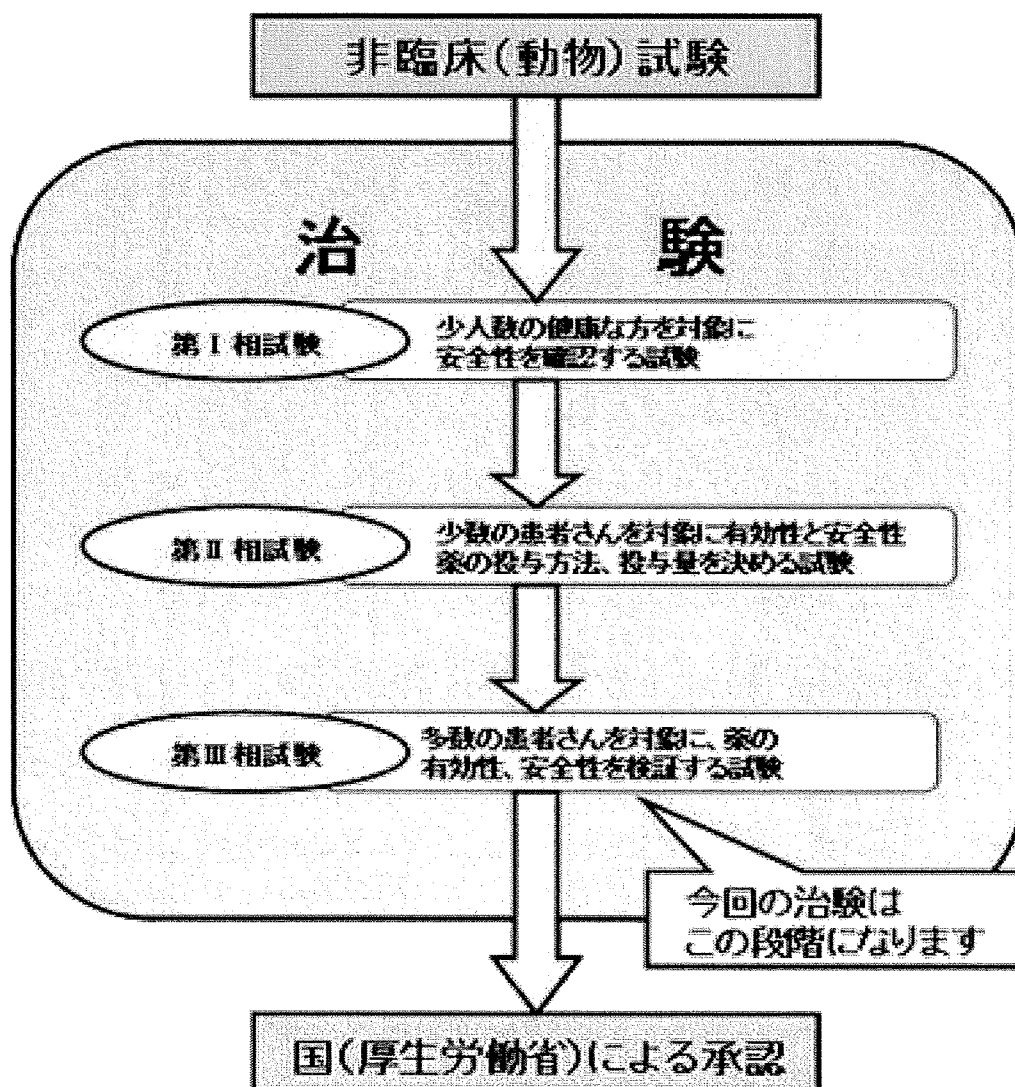 非臨床(動物)試験
治 験
第Ⅰ相試験
少人数の健康な方を対象に
安全性を確認する試験
第Ⅱ相試験
少数の患者さんを対象に有効性と安全性
薬の投与方法、投与量を決める試験
第Ⅲ相試験
多数の患者さんを対象に、薬の
有効性、安全性を検証する試験
今回の治験は
この段階になります
国(厚生労働省)による承認